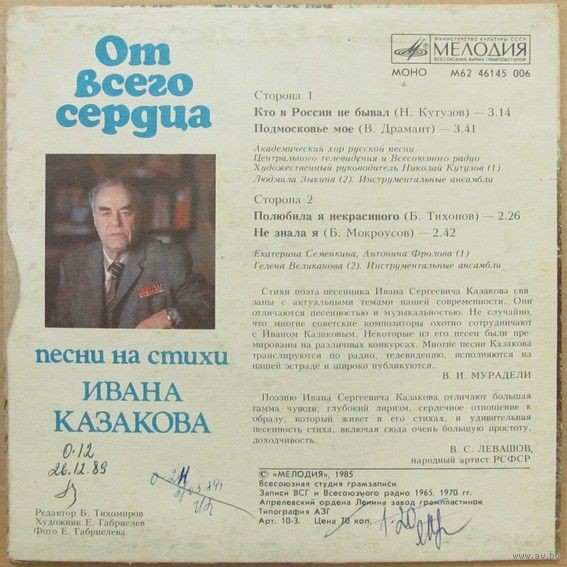 От
всего
сердца
МИНИСТЕРСТВО КУЛЬТУРЫ СССР
МЕЛОДИЯ
ВСЕСОЮЗНАЯ ФИРМА ГРАМПЛАСТИНОК
МОНО М62 46145 006
Сторона 1
Кто в России не бывал (Н. Кутузов) — 3.14
Подмосковье мое (В. Драмант) — 3.41
Академический хор русской песни
Центрального телевидения и Всесоюзного радио
Художественный руководитель Николай Кутузов (1)
Людмила Зыкина (2). Инструментальные ансамбли
Сторона 2
Полюбила я некрасивого (Б. Тихонов) — 2.26
Не знала я (Б. Мокроусов) — 2.42
Екатерина Семенкина, Антонина Фролова (1)
Гелена Великанова (2). Инструментальные ансамбли
Стихи поэта-песенника Ивана Сергеевича Казакова свя-
заны с актуальными темами нашей современности. Они
отличаются песенностью и музыкальностью. Не случайно,
что многие советские композиторы охотно сотрудничают
с Иваном Казаковым. Некоторые из его песен были пре-
мированы на различных конкурсах. Многие песни Казакова
транслируются по радио, телевидению, исполняются на
нашей эстраде и широко публикуются.
В. И. МУРАДЕЛИ
Поэзию Ивана Сергеевича Казакова отличают большая
гамма чувств, глубокий лиризм, сердечное отношение к
образу, который живет в его стихах, и удивительная
песенность стиха, включая сюда очень большую простоту,
доходчивость.
В. С. ЛЕВАШОВ,
народный артист РСФСР
песни на стихи
ИВАНА
КАЗАКОВА
0.12
26.12.89
Редактор Б. Тихомиров
Художник Е. Габриелев
Фото Е. Габриелева
© «МЕЛОДИЯ», 1985
Всесоюзная студия грамзаписи
Записи ВСГ и Всесоюзного радио 1965, 1970 гг.
Апрелевский ордена Ленина завод грампластинок
Типография АЗГ
Арт. 10-3. Цена 70 коп.
1-20